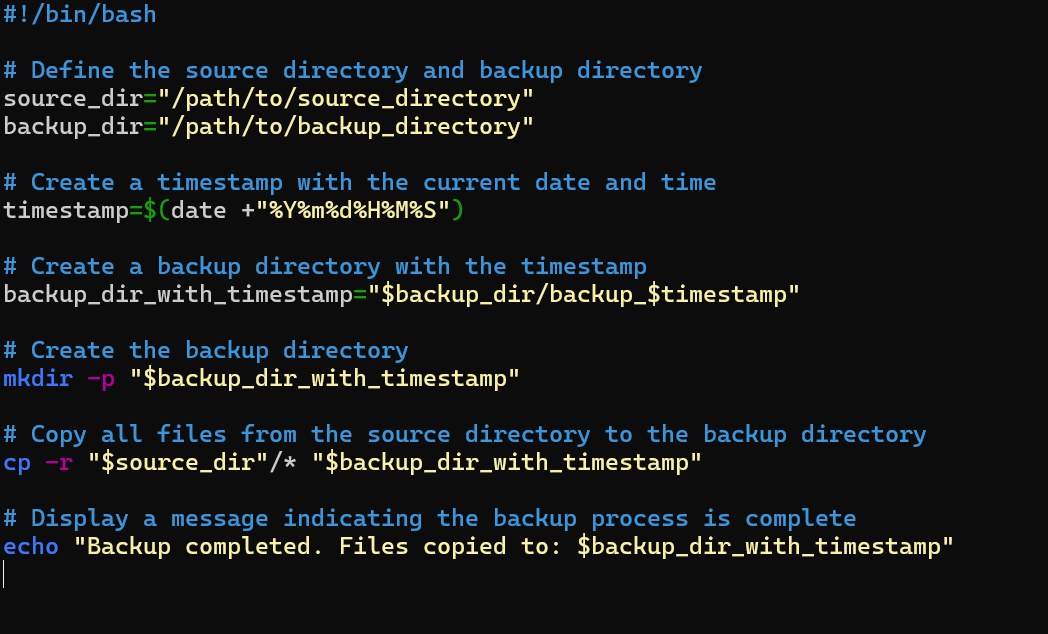 #!/bin/bash
# Define the source directory and backup directory
source_dir="/path/to/source_directory"
backup_dir="/path/to/backup_directory"
# Create a timestamp with the current date and time
timestamp=$(date +"%Y%m%d%H%M%S")
# Create a backup directory with the timestamp
backup_dir_with_timestamp="$backup_dir/backup_$timestamp"
# Create the backup directory
mkdir -p "$backup_dir_with_timestamp"
# Copy all files from the source directory to the backup directory
cp -r "$source_dir"/* "$backup_dir_with_timestamp"
# Display a message indicating the backup process is complete
echo "Backup completed. Files copied to: $backup_dir_with_timestamp"